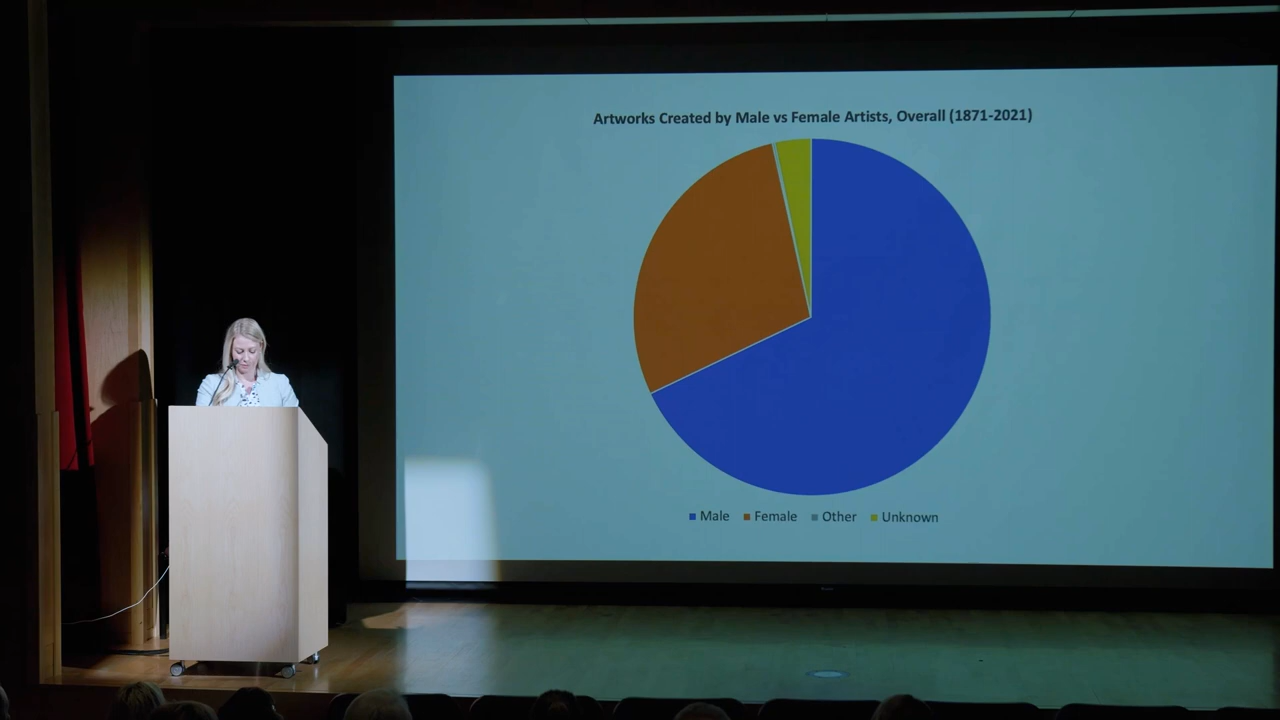 Artworks Created by Male vs Female Artists, Overall (1871-2021)
Male Female Other Unknown